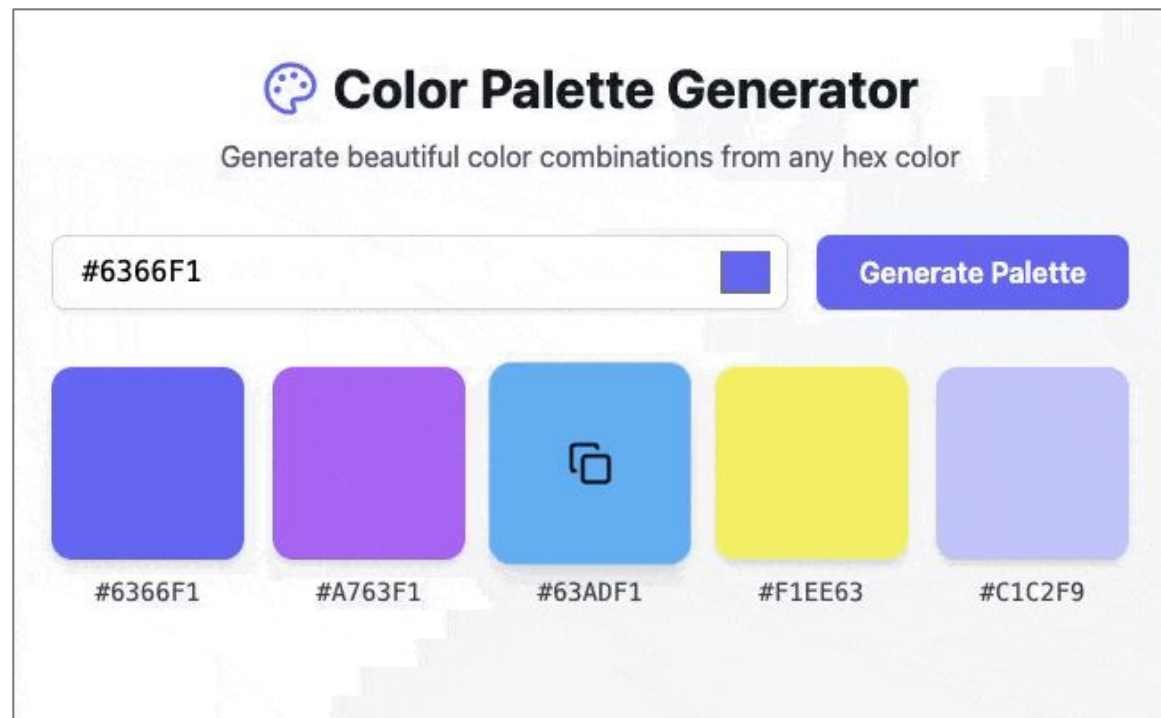 Color Palette Generator
Generate beautiful color combinations from any hex color
#6366F1
Generate Palette
#6366F1 #A763F1 #63ADF1 #F1EE63 #C1C2F9